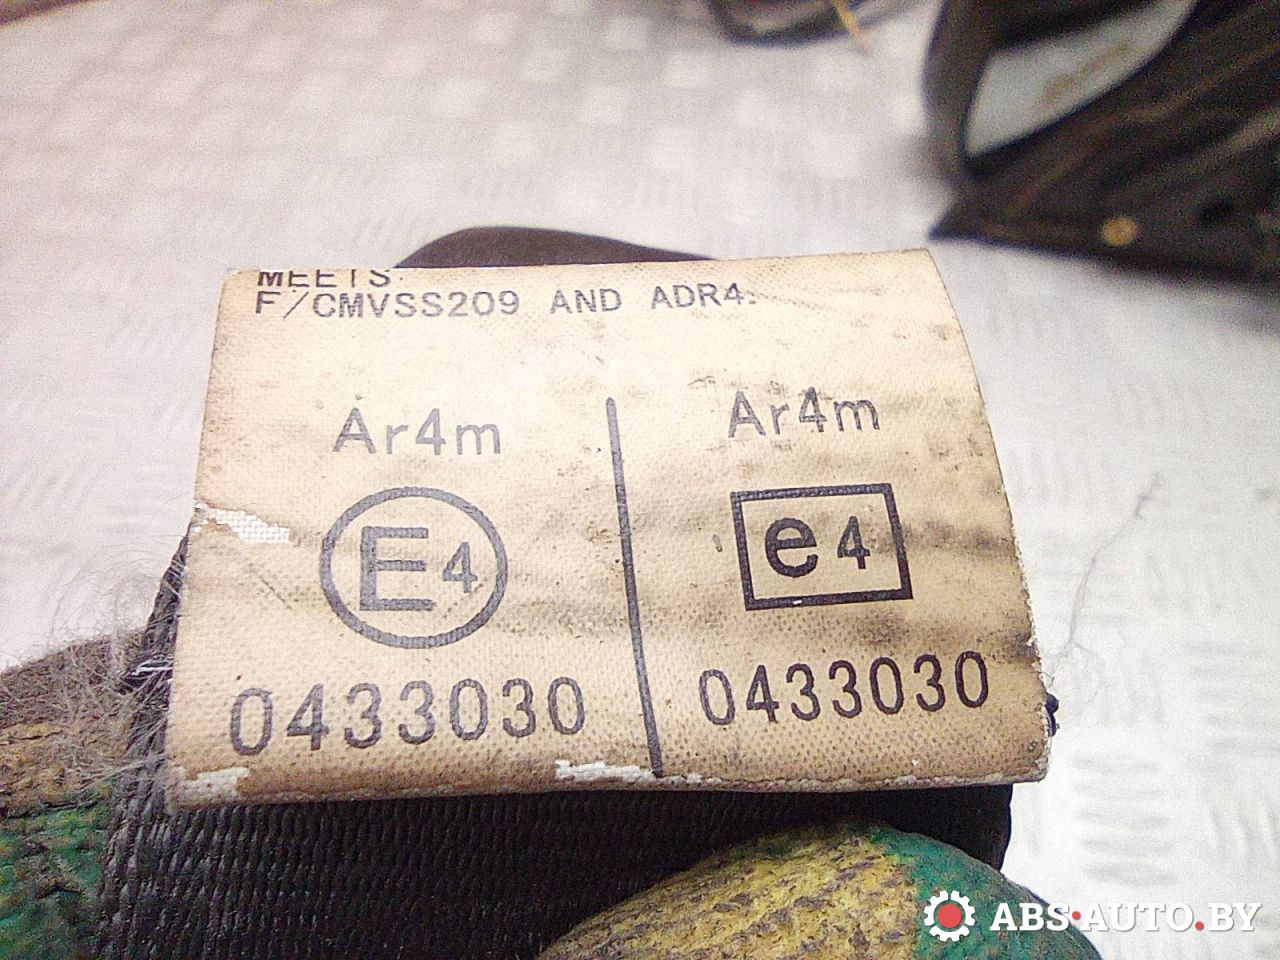 MEETS
F/CMVSS209 AND ADR4.
Ar4m
E4
0433030
Ar4m
e4
0433030
ABS-AUTO.BY